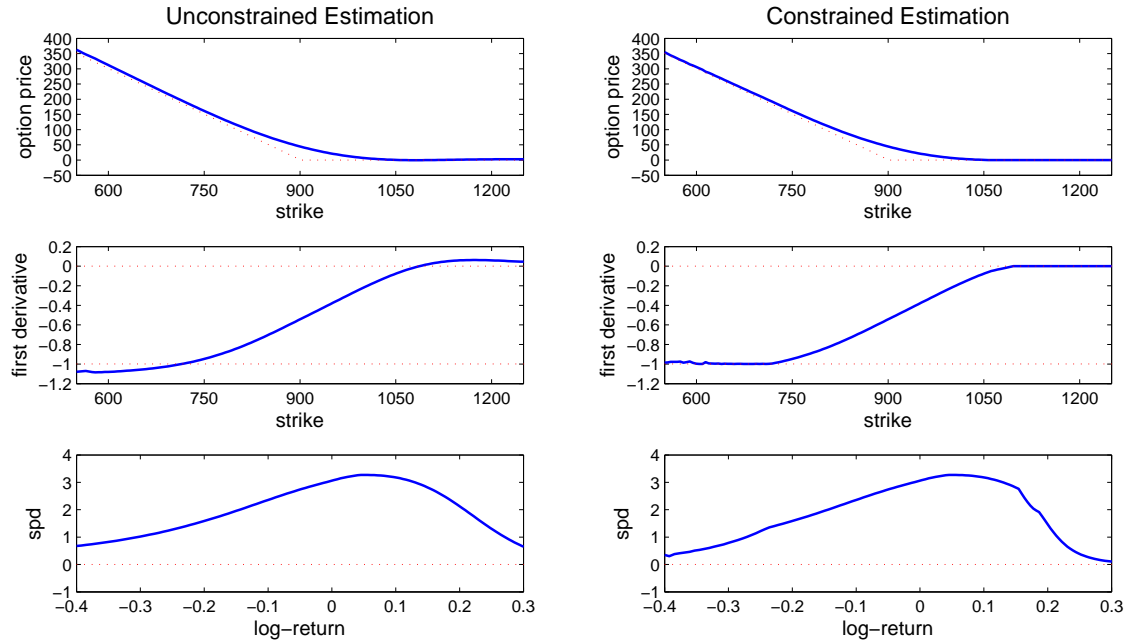 Unconstrained Estimation
400
350
300
250
200
150
100
50
0
−50
option price
600 750 900 1050 1200
strike
0.2
0
−0.2
−0.4
−0.6
−0.8
−1
−1.2
first derivative
600 750 900 1050 1200
strike
4
3
2
1
0
−1
spd
−0.4 −0.3 −0.2 −0.1 0 0.1 0.2 0.3
log−return
Constrained Estimation
400
350
300
250
200
150
100
50
0
−50
option price
600 750 900 1050 1200
strike
0.2
0
−0.2
−0.4
−0.6
−0.8
−1
−1.2
first derivative
600 750 900 1050 1200
strike
4
3
2
1
0
−1
spd
−0.4 −0.3 −0.2 −0.1 0 0.1 0.2 0.3
log−return